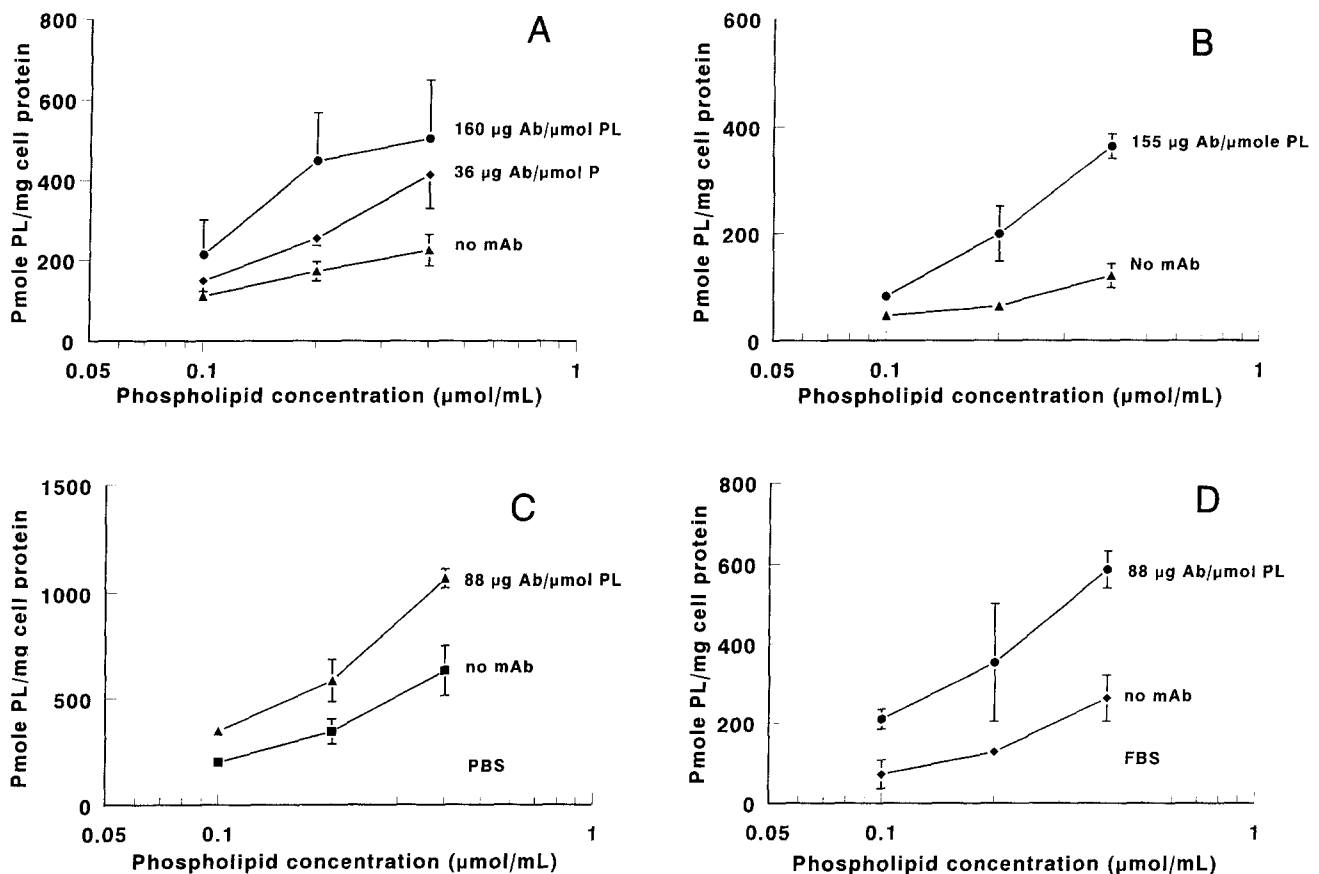 A
Pmole PL/mg cell protein
800
600
400
200
0
160 µg Ab/µmol PL
36 µg Ab/µmol P
no mAb
0.05 0.1 1
Phospholipid concentration (µmol/mL)
B
Pmole PL/mg cell protein
600
400
200
0
155 µg Ab/µmole PL
No mAb
0.05 0.1 1
Phospholipid concentration (µmol/mL)
C
Pmole PL/mg cell protein
1500
1000
500
0
88 µg Ab/µmol PL
no mAb
PBS
0.05 0.1 1
Phospholipid concentration (µmol/mL)
D
Pmole PL/mg cell protein
800
600
400
200
0
88 µg Ab/µmol PL
no mAb
FBS
0.05 0.1 1
Phospholipid concentration (µmol/mL)